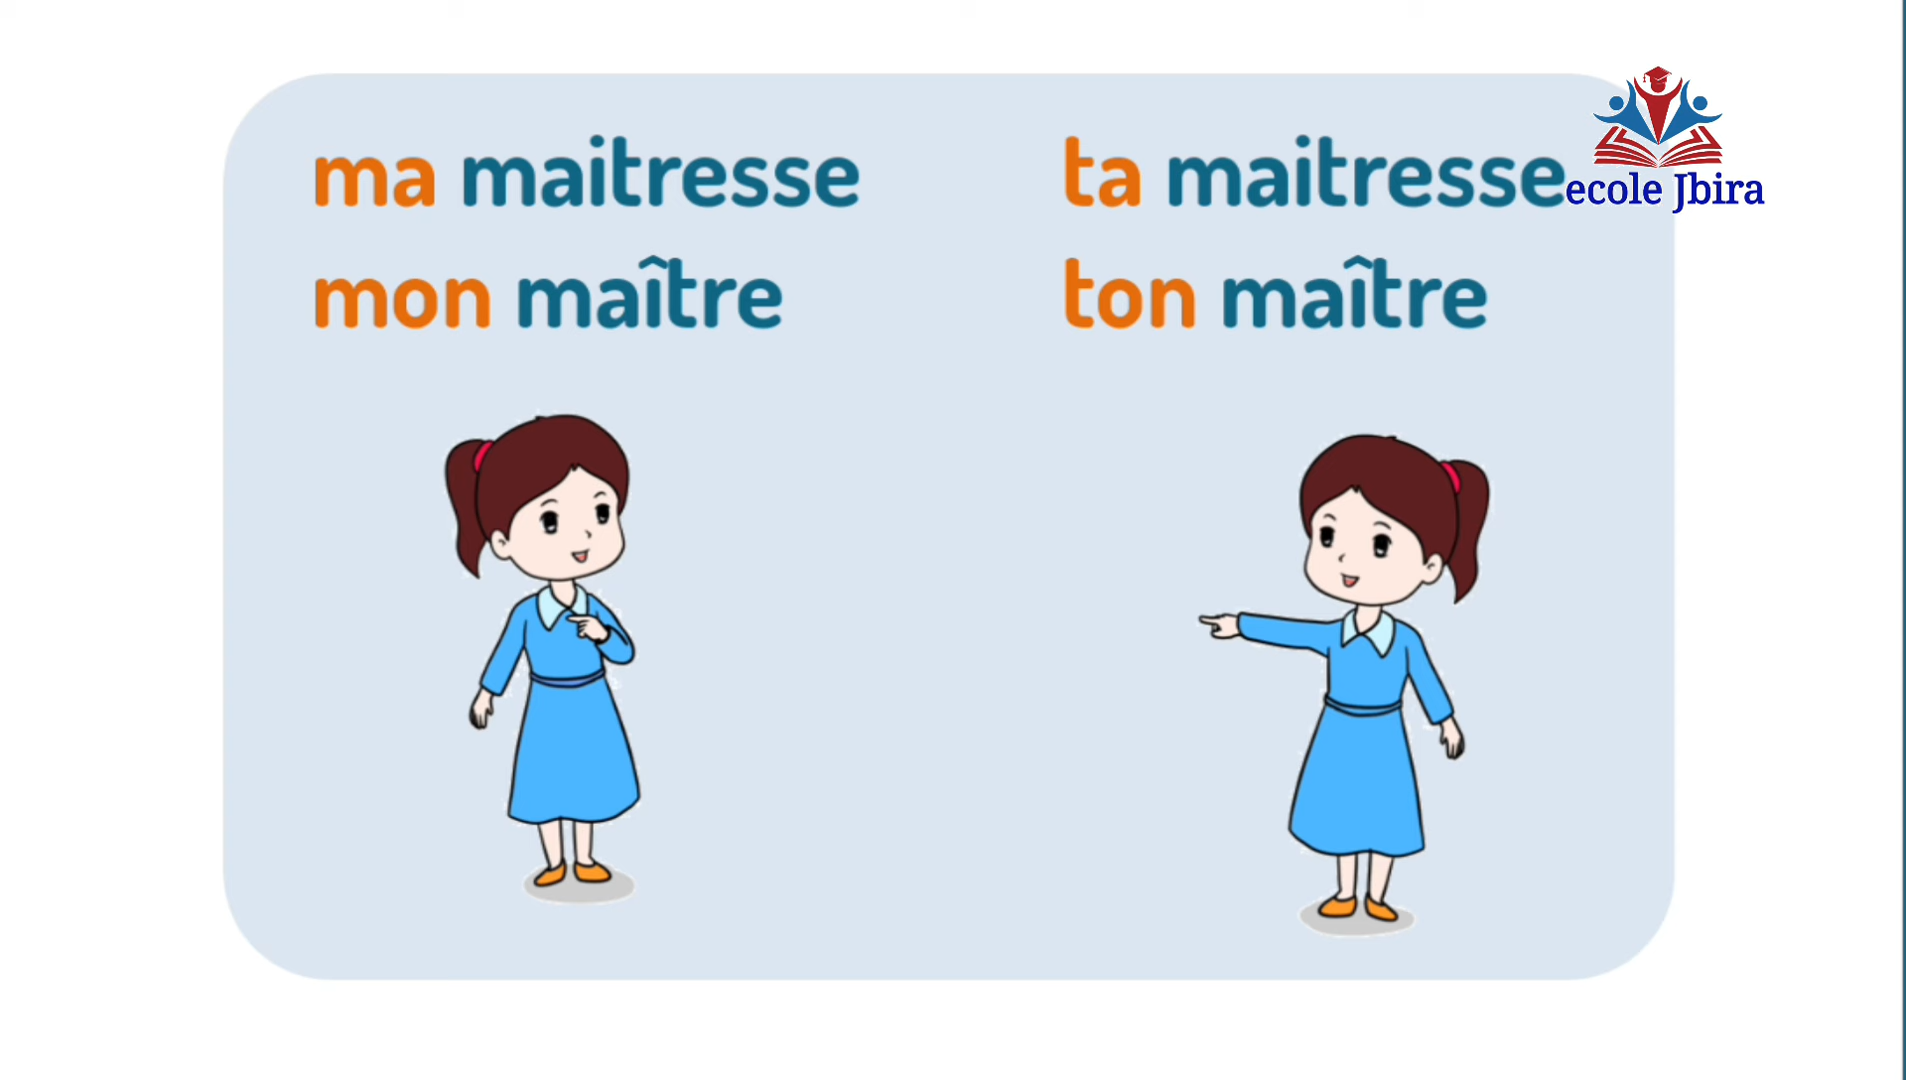 ma maitresse
mon maître
ta maitresse
ton maître
ecole Jbira